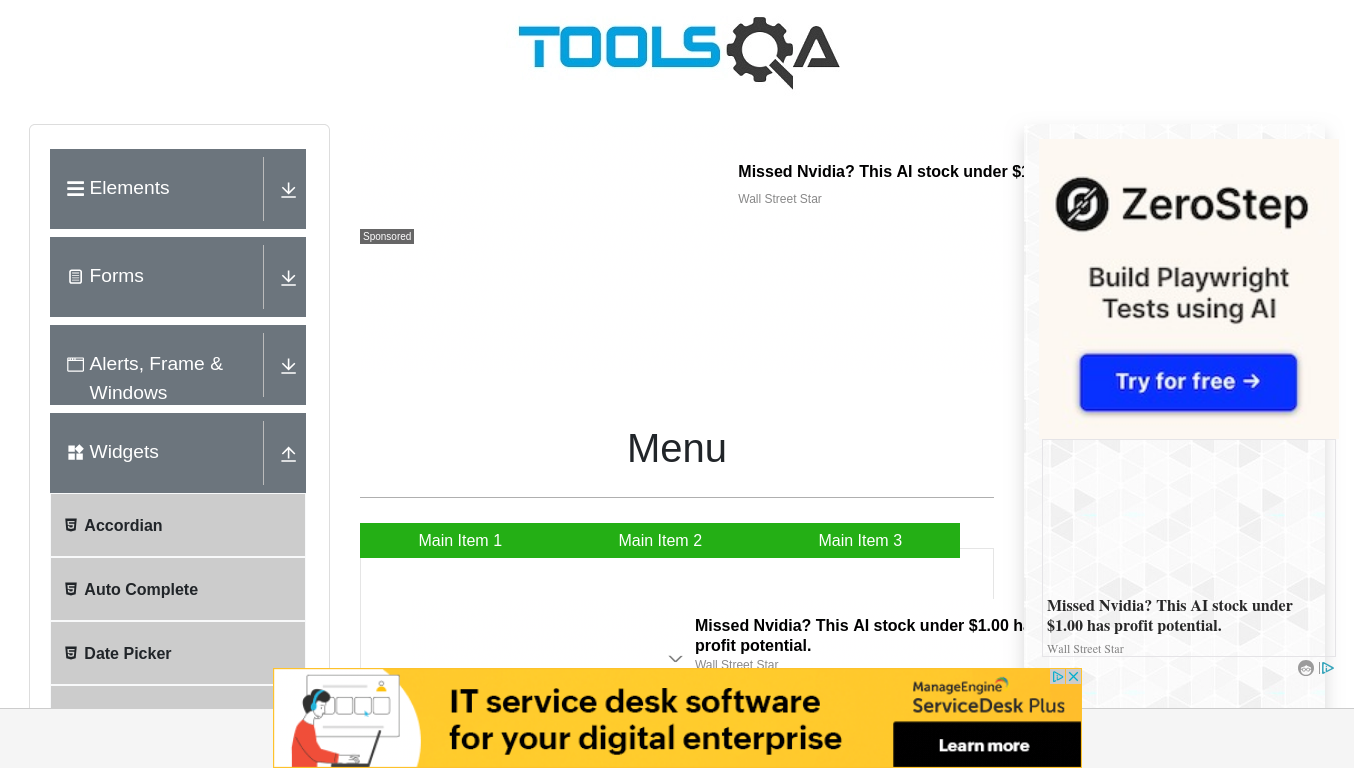 TOOLSQA
Elements
Forms
Alerts, Frame &
Windows
Widgets
Accordian
Auto Complete
Date Picker
Missed Nvidia? This AI stock under $1
Wall Street Star
Sponsored
Menu
Main Item 1
Main Item 2
Main Item 3
Missed Nvidia? This AI stock under $1.00 ha
profit potential.
Wall Street Star
ZeroStep
Build Playwright
Tests using AI
Try for free →
Missed Nvidia? This AI stock under
$1.00 has profit potential.
Wall Street Star
IT service desk software
for your digital enterprise
ManageEngine
ServiceDesk Plus
Learn more